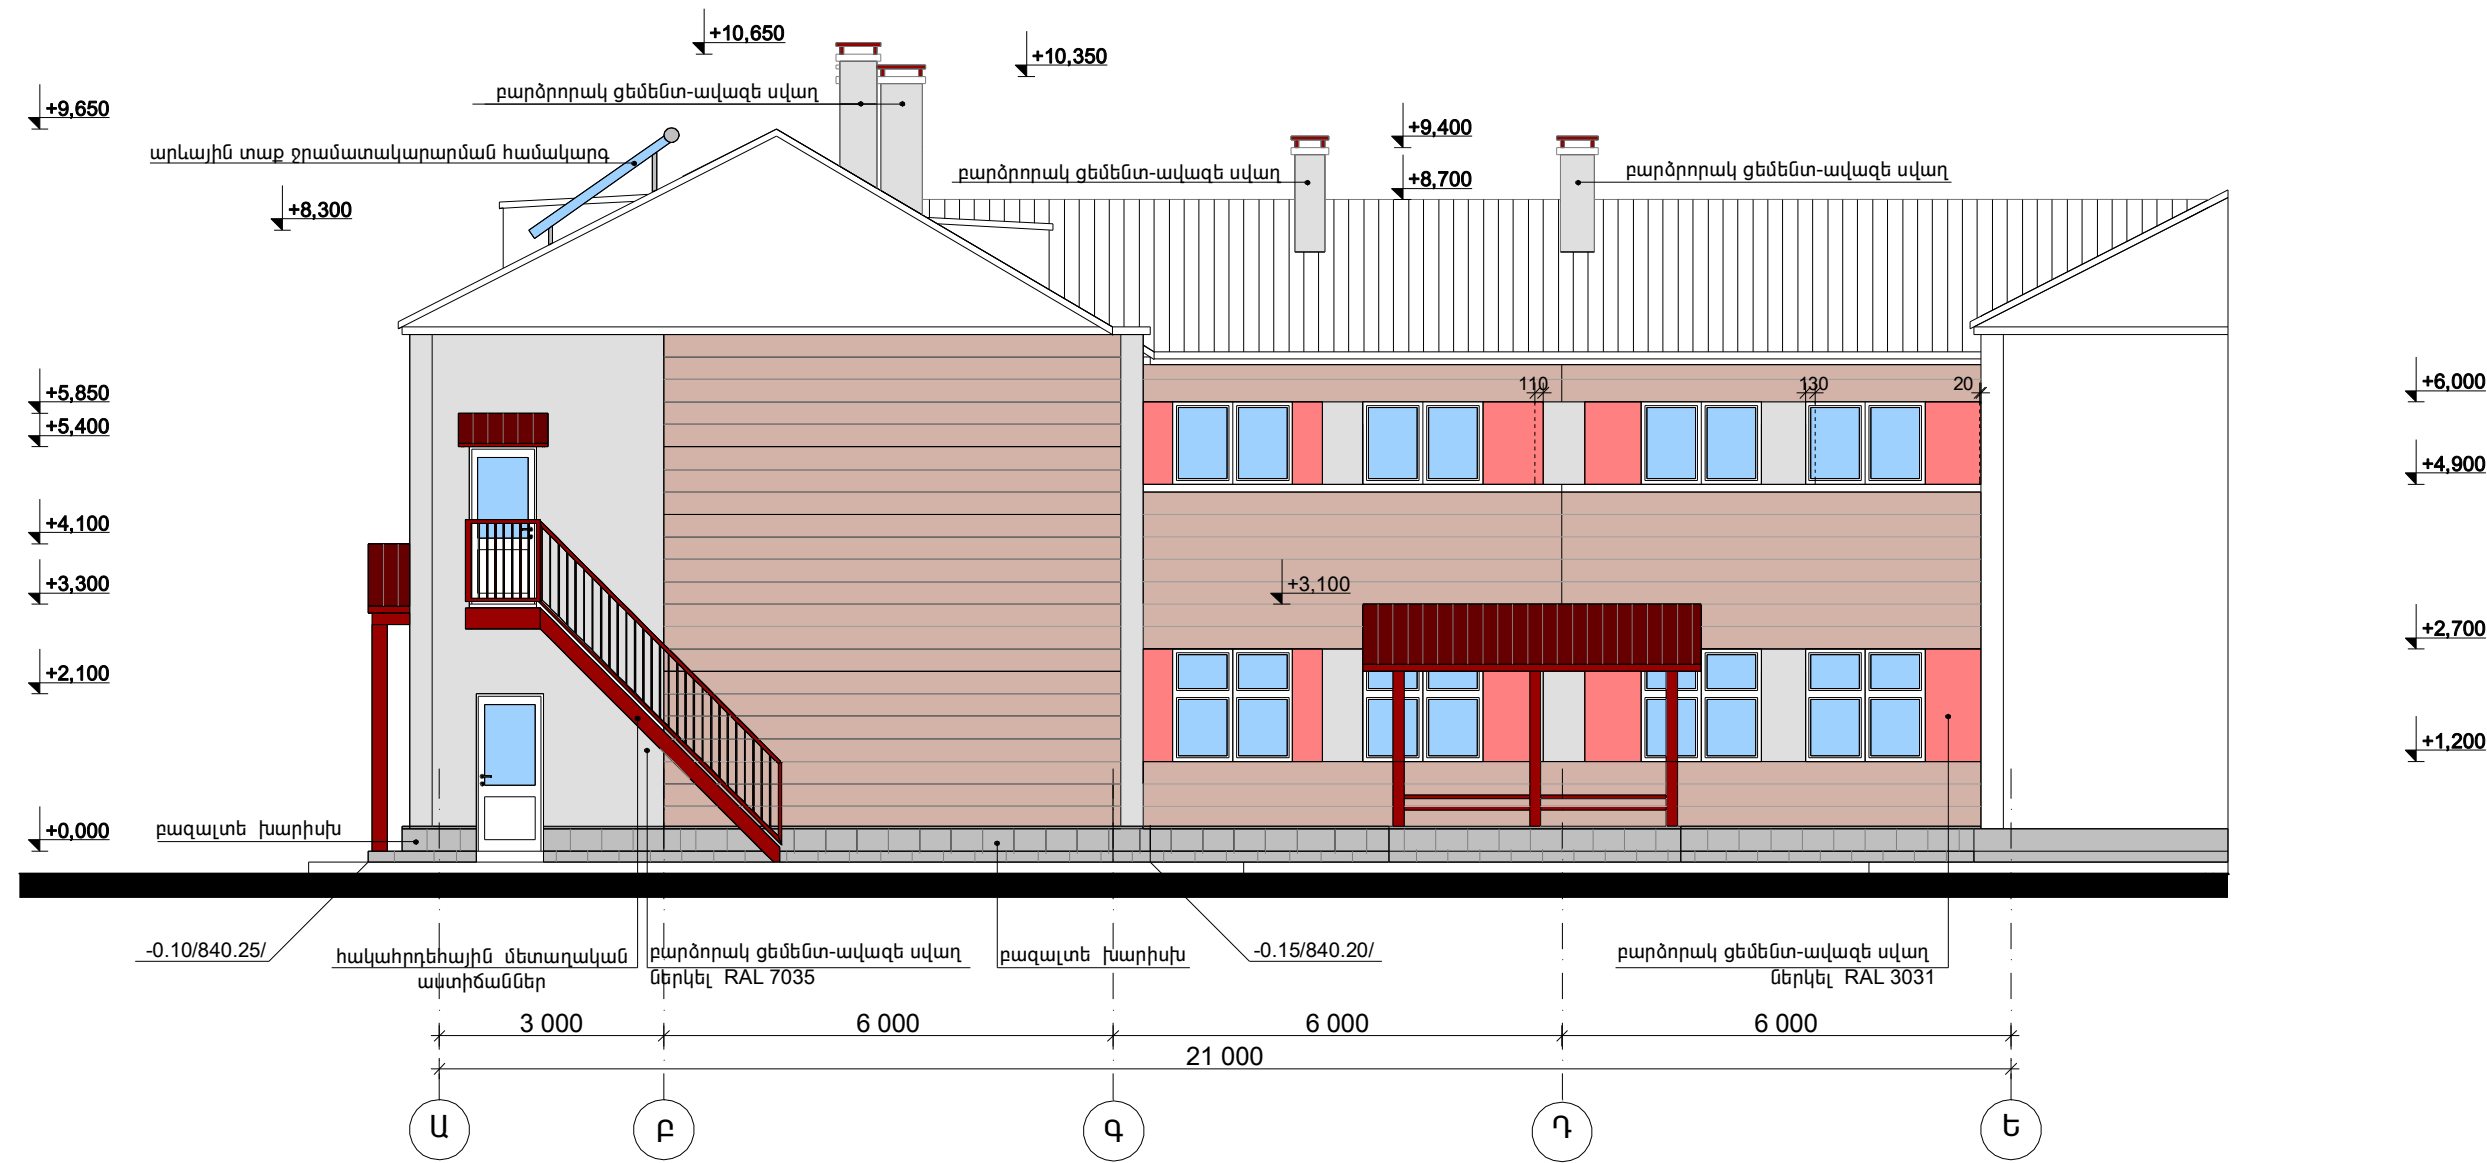 +10,650
+10,350
+9,650
բարձրորակ ցեմենտ-ավազե սվաղ
+9,400
արևային տաք ջրամատակարարման համակարգ
բարձրորակ ցեմենտ-ավազե սվաղ
+8,700
բարձրորակ ցեմենտ-ավազե սվաղ
+8,300
+5,850
110
130
20
+6,000
+5,400
+4,900
+4,100
+3,300
+3,100
+2,700
+2,100
+1,200
+0,000
բազալտե խարիսխ
-0.10/840.25/
հակահրդեհային մետաղական
աստիճաններ
բարձորակ ցեմենտ-ավազե սվաղ
ներկել RAL 7035
բազալտե խարիսխ
-0.15/840.20/
բարձորակ ցեմենտ-ավազե սվաղ
ներկել RAL 3031
3 000
6 000
6 000
6 000
21 000
Ա
Բ
Գ
Դ
Ե